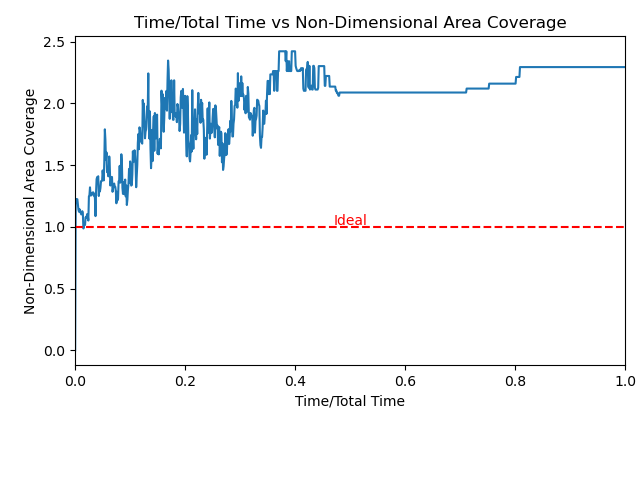 Time/Total Time vs Non-Dimensional Area Coverage
2.5
2.0
1.5
1.0
0.5
0.0
Non-Dimensional Area Coverage
Ideal
0.0 0.2 0.4 0.6 0.8 1.0
Time/Total Time